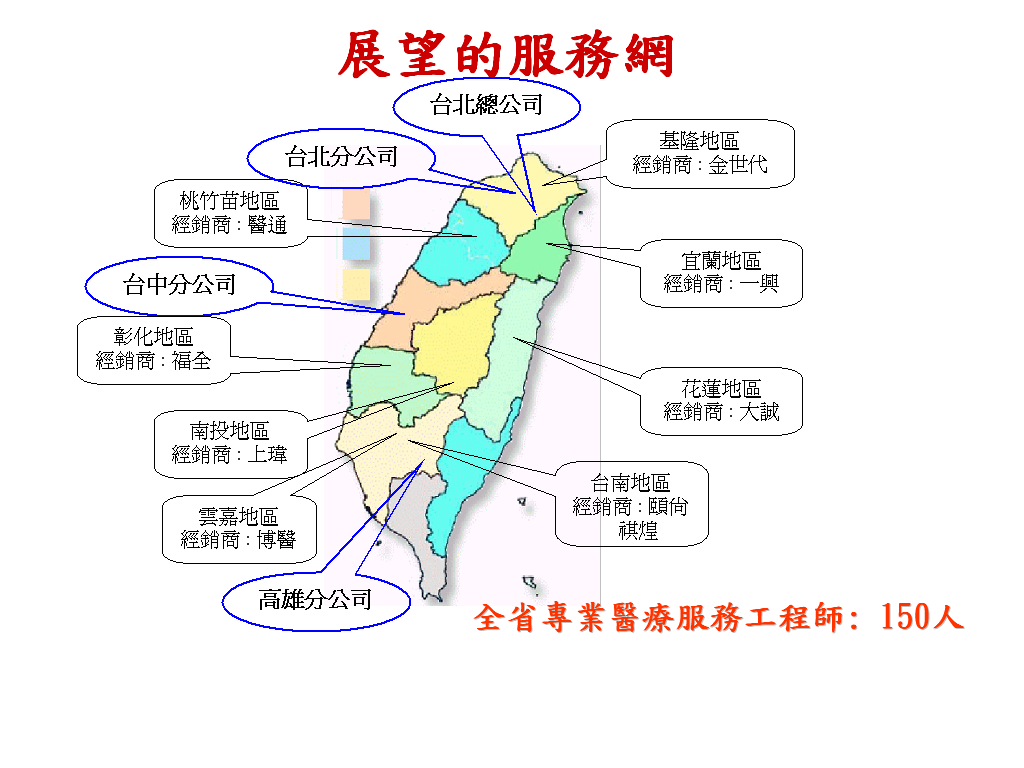 展望的服務網
台北總公司
台北分公司
基隆地區
經銷商：金世代
桃竹苗地區
經銷商：醫通
宜蘭地區
經銷商：一興
台中分公司
彰化地區
經銷商：福全
花蓮地區
經銷商：大誠
南投地區
經銷商：上瑋
台南地區
經銷商：頤尚
祺煌
雲嘉地區
經銷商：博醫
高雄分公司
全省專業醫療服務工程師：150人